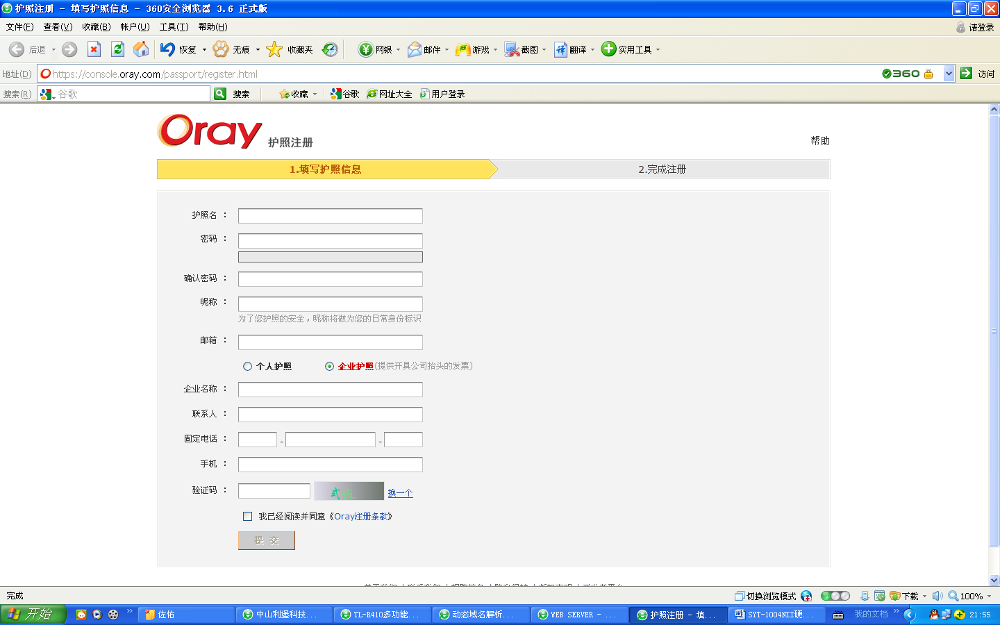 护照注册 - 填写护照信息 - 360安全浏览器 3.6 正式版
文件(F) 查看(V) 收藏(B) 帐户(U) 工具(T) 帮助(H) 请登录
后退 恢复 无痕 收藏夹 网银 邮件 游戏 截图 翻译 实用工具
地址(D) https://console.oray.com/passport/register.html 360 访问
搜索(R) 谷歌 搜索 收藏 谷歌 网址大全 用户登录
Oray 护照注册 帮助
1.填写护照信息 2.完成注册
护照名 :
密码 :
确认密码 :
昵称 :
为了您护照的安全，昵称将做为您的日常身份标识
邮箱 :
个人护照 企业护照(提供开具公司抬头的发票)
企业名称 :
联系人 :
固定电话 : - -
手机 :
验证码 : 换一个
我已经阅读并同意《Oray注册条款》
提 交
完成 切换浏览模式 下载 100%
开始 佐佑 中山利堡科技... TL-R410多功能... 动态域名解析... WEB SERVER - ... 护照注册 - 填... SYT-1004NII硬... 我的文档 21:55